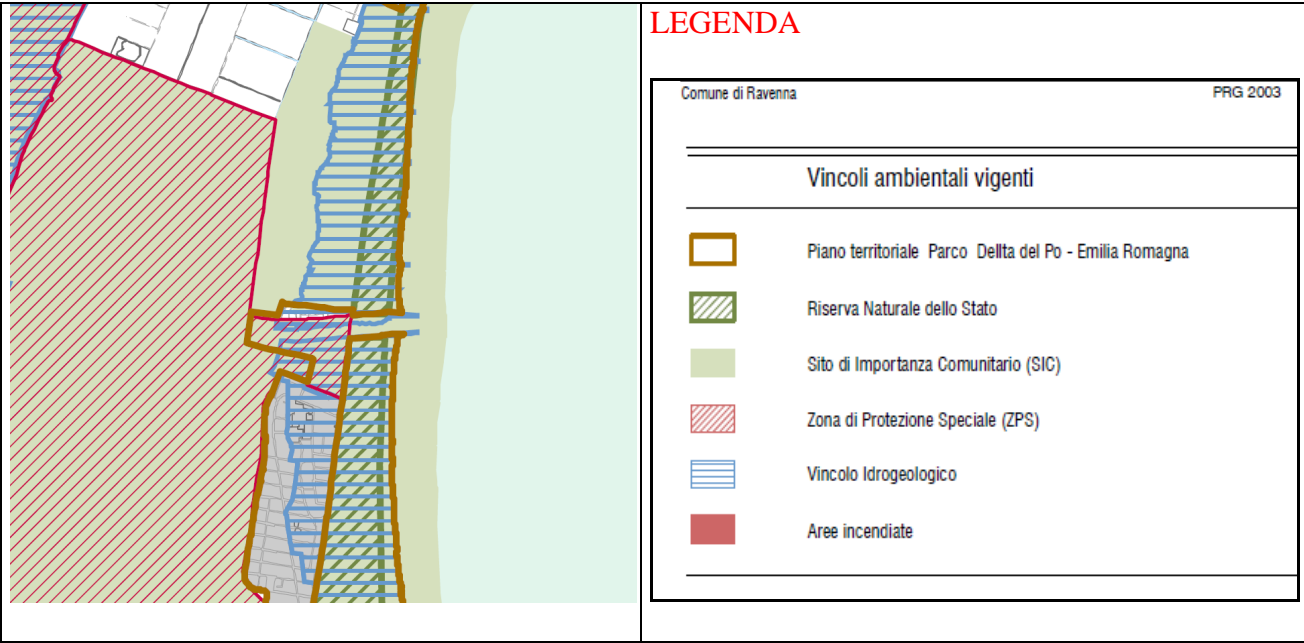 LEGENDA
Comune di Ravenna PRG 2003
Vincoli ambientali vigenti
Piano territoriale Parco Dellta del Po - Emilia Romagna
Riserva Naturale dello Stato
Sito di Importanza Comunitario (SIC)
Zona di Protezione Speciale (ZPS)
Vincolo Idrogeologico
Aree incendiate